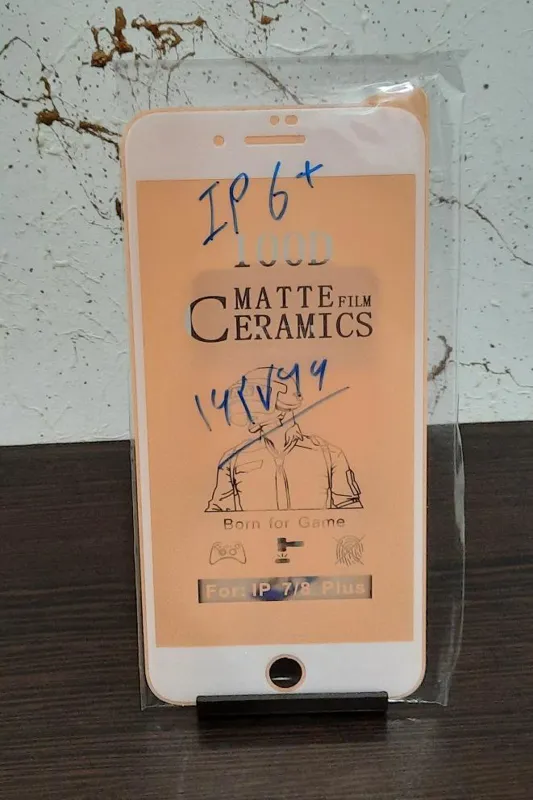 IP 6+
100D
MATTE FILM
CERAMICS
Born for Game
For: IP 7/8 Plus